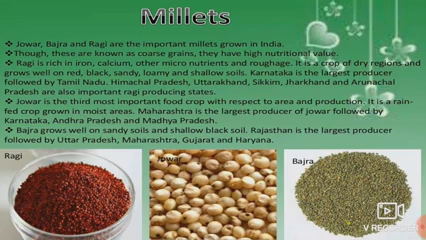 Millets
❖ Jowar, Bajra and Ragi are the important millets grown in India.
❖Though, these are known as coarse grains, they have high nutritional value.
❖ Ragi is rich in iron, calcium, other micro nutrients and roughage. It is a crop of dry regions and
grows well on red, black, sandy, loamy and shallow soils. Karnataka is the largest producer
followed by Tamil Nadu. Himachal Pradesh, Uttarakhand, Sikkim, Jharkhand and Arunachal
Pradesh are also important ragi producing states.
❖ Jowar is the third most important food crop with respect to area and production. It is a rain-
fed crop grown in moist areas. Maharashtra is the largest producer of jowar followed by
Karnataka, Andhra Pradesh and Madhya Pradesh.
❖ Bajra grows well on sandy soils and shallow black soil. Rajasthan is the largest producer
followed by Uttar Pradesh, Maharashtra, Gujarat and Haryana.
Ragi
Jowar
Bajra
V RECORDER